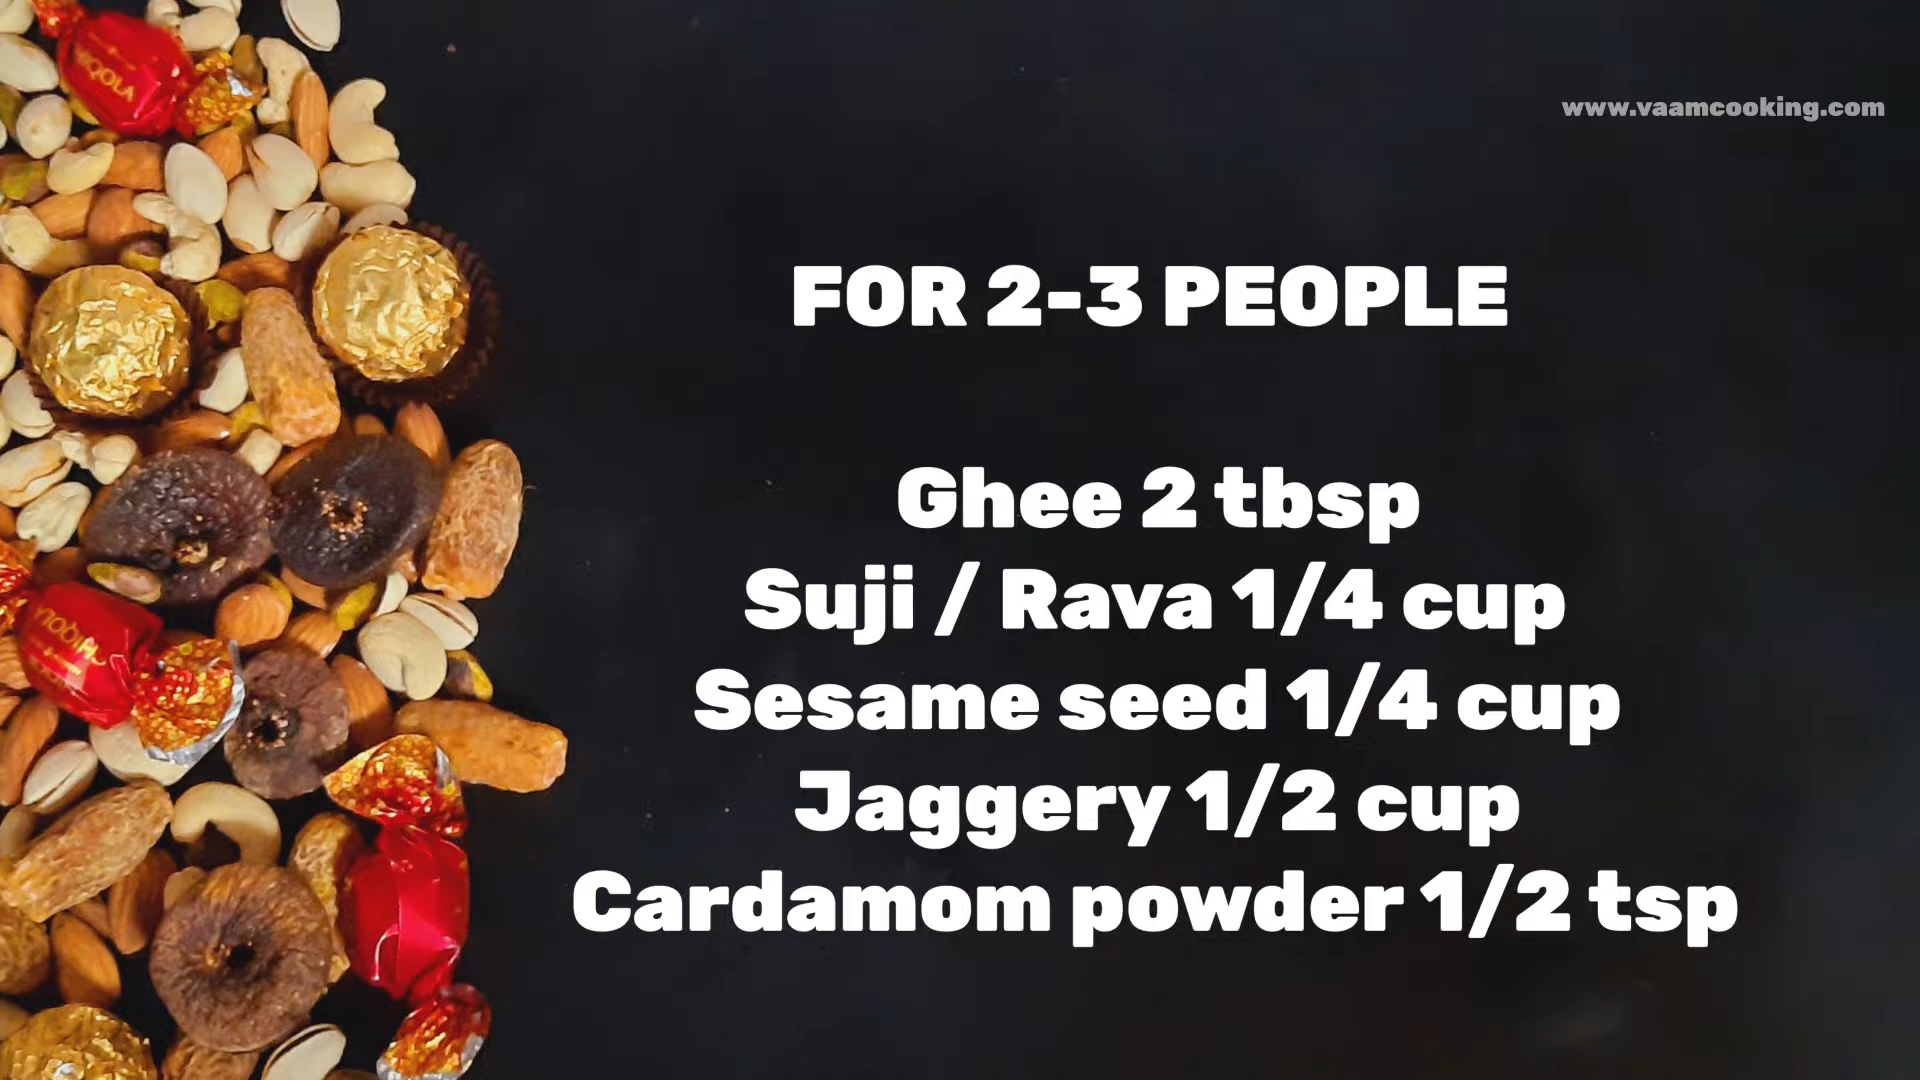 www.vaamcooking.com
FOR 2-3 PEOPLE
Ghee 2 tbsp
Suji / Rava 1/4 cup
Sesame seed 1/4 cup
Jaggery 1/2 cup
Cardamom powder 1/2 tsp